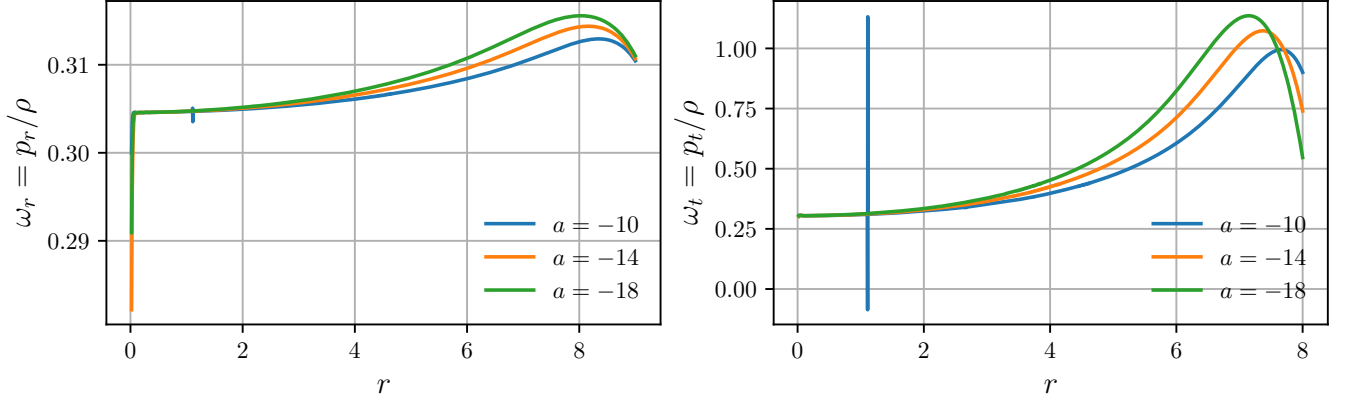 ω_r = p_r/ρ
0.31
0.30
0.29
a = −10
a = −14
a = −18
0 2 4 6 8
r
ω_t = p_t/ρ
1.00
0.75
0.50
0.25
0.00
a = −10
a = −14
a = −18
0 2 4 6 8
r